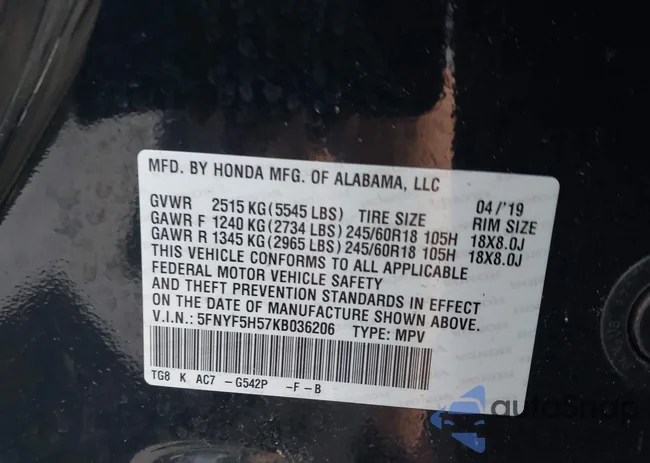 MFD. BY HONDA MFG. OF ALABAMA, LLC
GVWR 2515 KG (5545 LBS) TIRE SIZE 04/'19 RIM SIZE
GAWR F 1240 KG (2734 LBS) 245/60R18 105H 18X8.0J
GAWR R 1345 KG (2965 LBS) 245/60R18 105H 18X8.0J
THIS VEHICLE CONFORMS TO ALL APPLICABLE
FEDERAL MOTOR VEHICLE SAFETY
AND THEFT PREVENTION STANDARDS IN EFFECT
ON THE DATE OF MANUFACTURE SHOWN ABOVE.
V.I.N.: 5FNYF5H57KB036206 TYPE: MPV
TG8 K AC7 -G542P -F-B
autoSnap